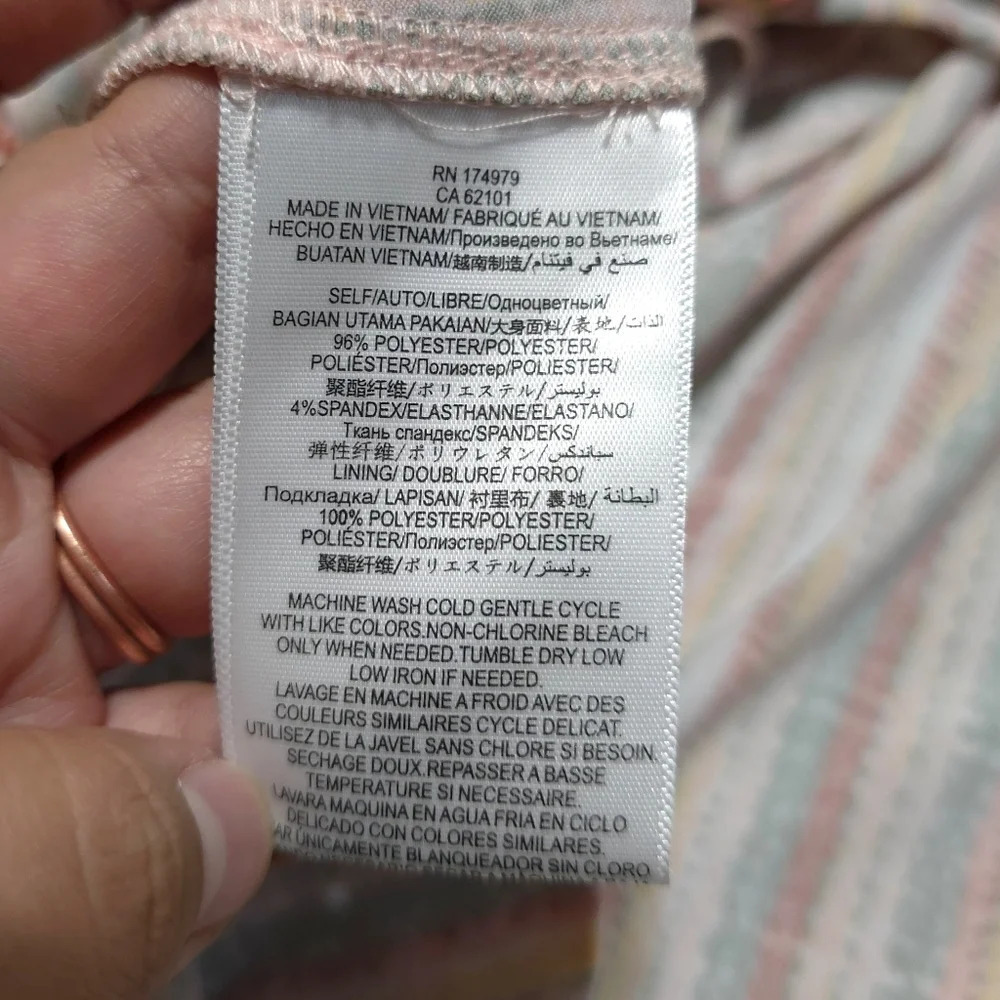 RN 174979
CA 62101
MADE IN VIETNAM/ FABRIQUÉ AU VIETNAM/
HECHO EN VIETNAM/Произведено во Вьетнаме/
BUATAN VIETNAM/越南制造/صنع في فيتنام
SELF/AUTO/LIBRE/Одноцветный/
BAGIAN UTAMA PAKAIAN/大身面料/表地/الذات
96% POLYESTER/POLYESTER/
POLIÉSTER/Полиэстер/POLIESTER/
聚酯纤维/ポリエステル/بوليستر
4%SPANDEX/ELASTHANNE/ELASTANO/
Ткань спандекс/SPANDEKS/
弹性纤维/ポリウレタン/سباندكس
LINING/ DOUBLURE/ FORRO/
Подкладка/ LAPISAN/ 衬里布/ 裏地/ البطانة
100% POLYESTER/POLYESTER/
POLIÉSTER/Полиэстер/POLIESTER/
聚酯纤维/ポリエステル/بوليستر
MACHINE WASH COLD GENTLE CYCLE
WITH LIKE COLORS.NON-CHLORINE BLEACH
ONLY WHEN NEEDED.TUMBLE DRY LOW
LOW IRON IF NEEDED.
LAVAGE EN MACHINE A FROID AVEC DES
COULEURS SIMILAIRES CYCLE DELICAT.
UTILISEZ DE LA JAVEL SANS CHLORE SI BESOIN.
SECHAGE DOUX.REPASSER A BASSE
TEMPERATURE SI NECESSAIRE.
LAVARA MAQUINA EN AGUA FRIA EN CICLO
DELICADO CON COLORES SIMILARES.
AR ÚNICAMENTE BLANQUEADOR SIN CLORO